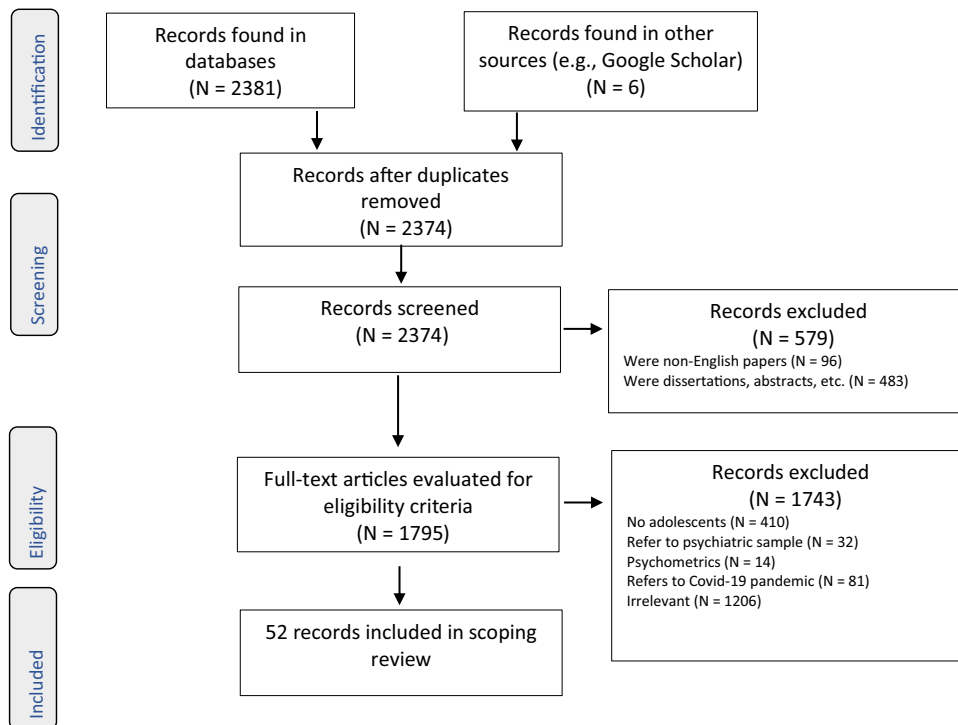 Identification
Records found in
databases
(N = 2381)
Records found in other
sources (e.g., Google Scholar)
(N = 6)
Records after duplicates
removed
(N = 2374)
Screening
Records screened
(N = 2374)
Records excluded
(N = 579)
Were non-English papers (N = 96)
Were dissertations, abstracts, etc. (N = 483)
Eligibility
Full-text articles evaluated for
eligibility criteria
(N = 1795)
Records excluded
(N = 1743)
No adolescents (N = 410)
Refer to psychiatric sample (N = 32)
Psychometrics (N = 14)
Refers to Covid-19 pandemic (N = 81)
Irrelevant (N = 1206)
Included
52 records included in scoping
review